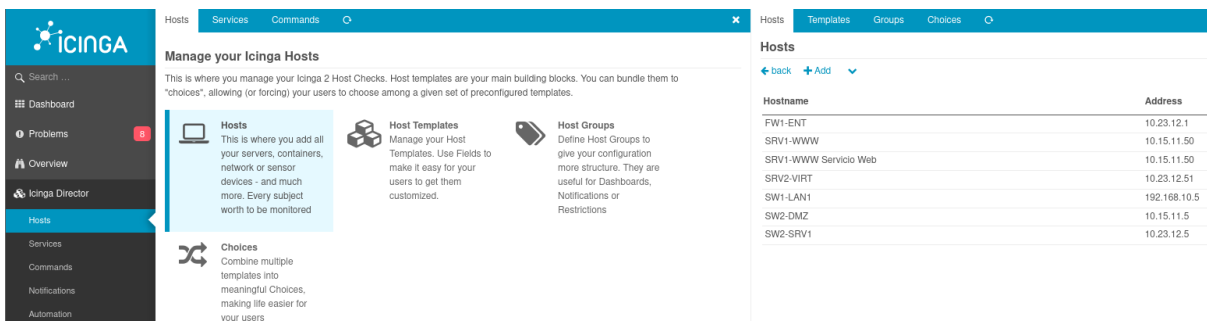 icinga
Search ...
Dashboard
Problems
8
Overview
Icinga Director
Hosts
Services
Commands
Notifications
Automation
Hosts Services Commands
Manage your Icinga Hosts
This is where you manage your Icinga 2 Host Checks. Host templates are your main building blocks. You can bundle them to
"choices", allowing (or forcing) your users to choose among a given set of preconfigured templates.
Hosts
This is where you add all
your servers, containers,
network or sensor
devices - and much
more. Every subject
worth to be monitored
Host Templates
Manage your Host
Templates. Use Fields to
make it easy for your
users to get them
customized.
Host Groups
Define Host Groups to
give your configuration
more structure. They are
useful for Dashboards,
Notifications or
Restrictions
Choices
Combine multiple
templates into
meaningful Choices,
making life easier for
your users
Hosts Templates Groups Choices
Hosts
back Add
Hostname Address
FW1-ENT 10.23.12.1
SRV1-WWW 10.15.11.50
SRV1-WWW Servicio Web 10.15.11.50
SRV2-VIRT 10.23.12.51
SW1-LAN1 192.168.10.5
SW2-DMZ 10.15.11.5
SW2-SRV1 10.23.12.5